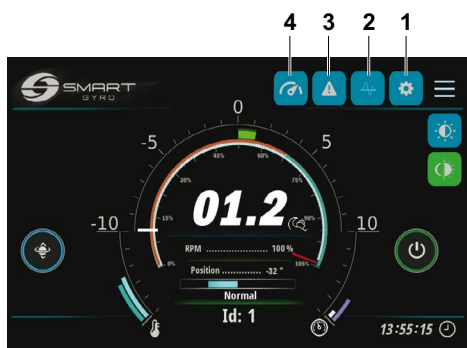 4 3 2 1
SMART
GYRO
0
-5 5
45% 60%
30% 75%
-10 01.2 10
15% 90%
RPM .................. 100 %
0% 106%
Position ............. -32 °
Normal
Id: 1
13:55:15